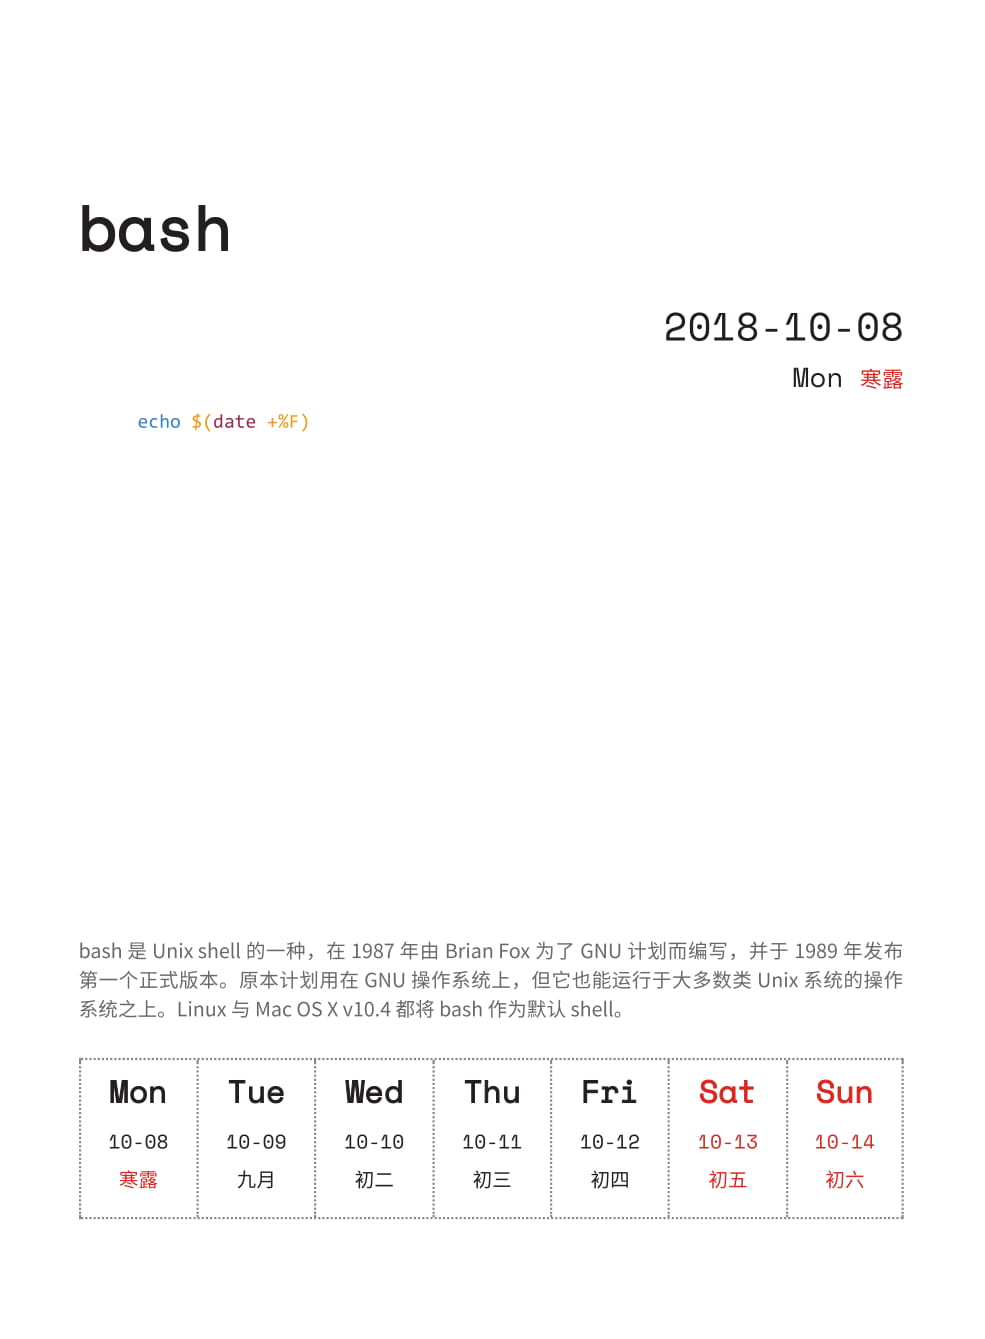 bash
2018-10-08
Mon 寒露
echo $(date +%F)
bash 是 Unix shell 的一种，在 1987 年由 Brian Fox 为了 GNU 计划而编写，并于 1989 年发布
第一个正式版本。原本计划用在 GNU 操作系统上，但它也能运行于大多数类 Unix 系统的操作
系统之上。Linux 与 Mac OS X v10.4 都将 bash 作为默认 shell。
Mon Tue Wed Thu Fri Sat Sun
10-08 10-09 10-10 10-11 10-12 10-13 10-14
寒露 九月 初二 初三 初四 初五 初六